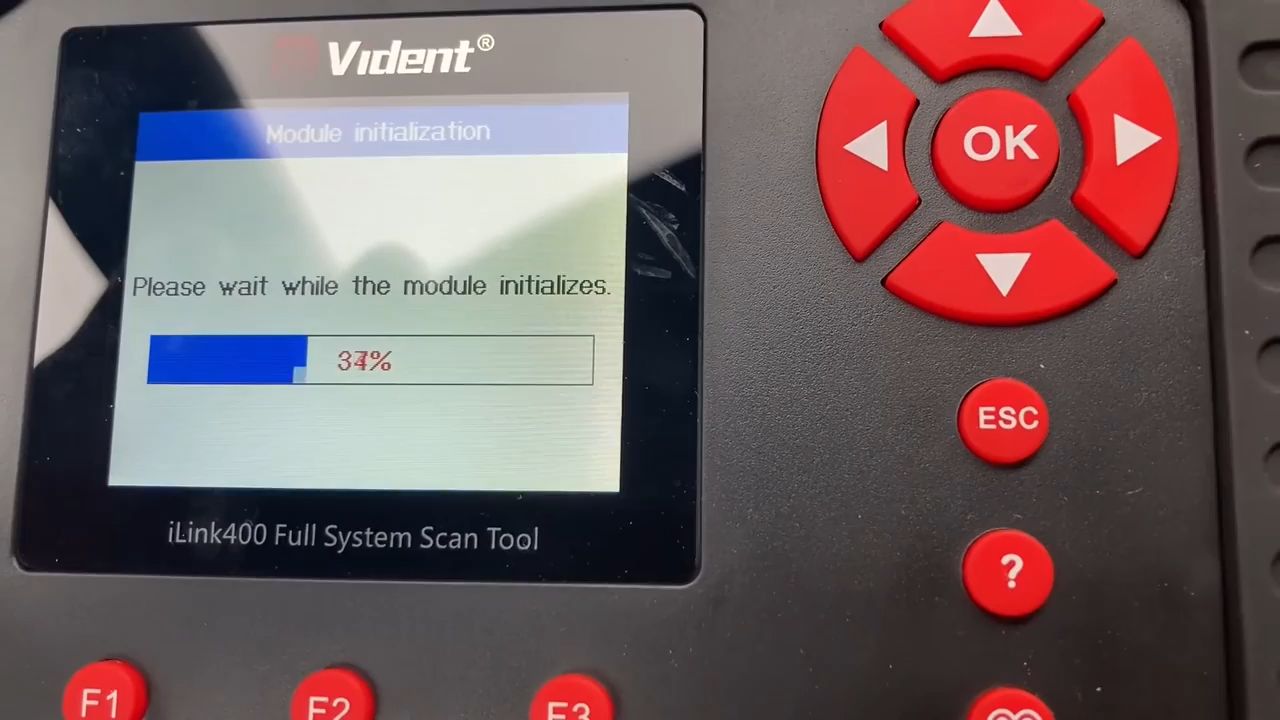 Vident®
Module initialization
OK
Please wait while the module initializes.
ESC
iLink400 Full System Scan Tool
?
F1
F2
F3